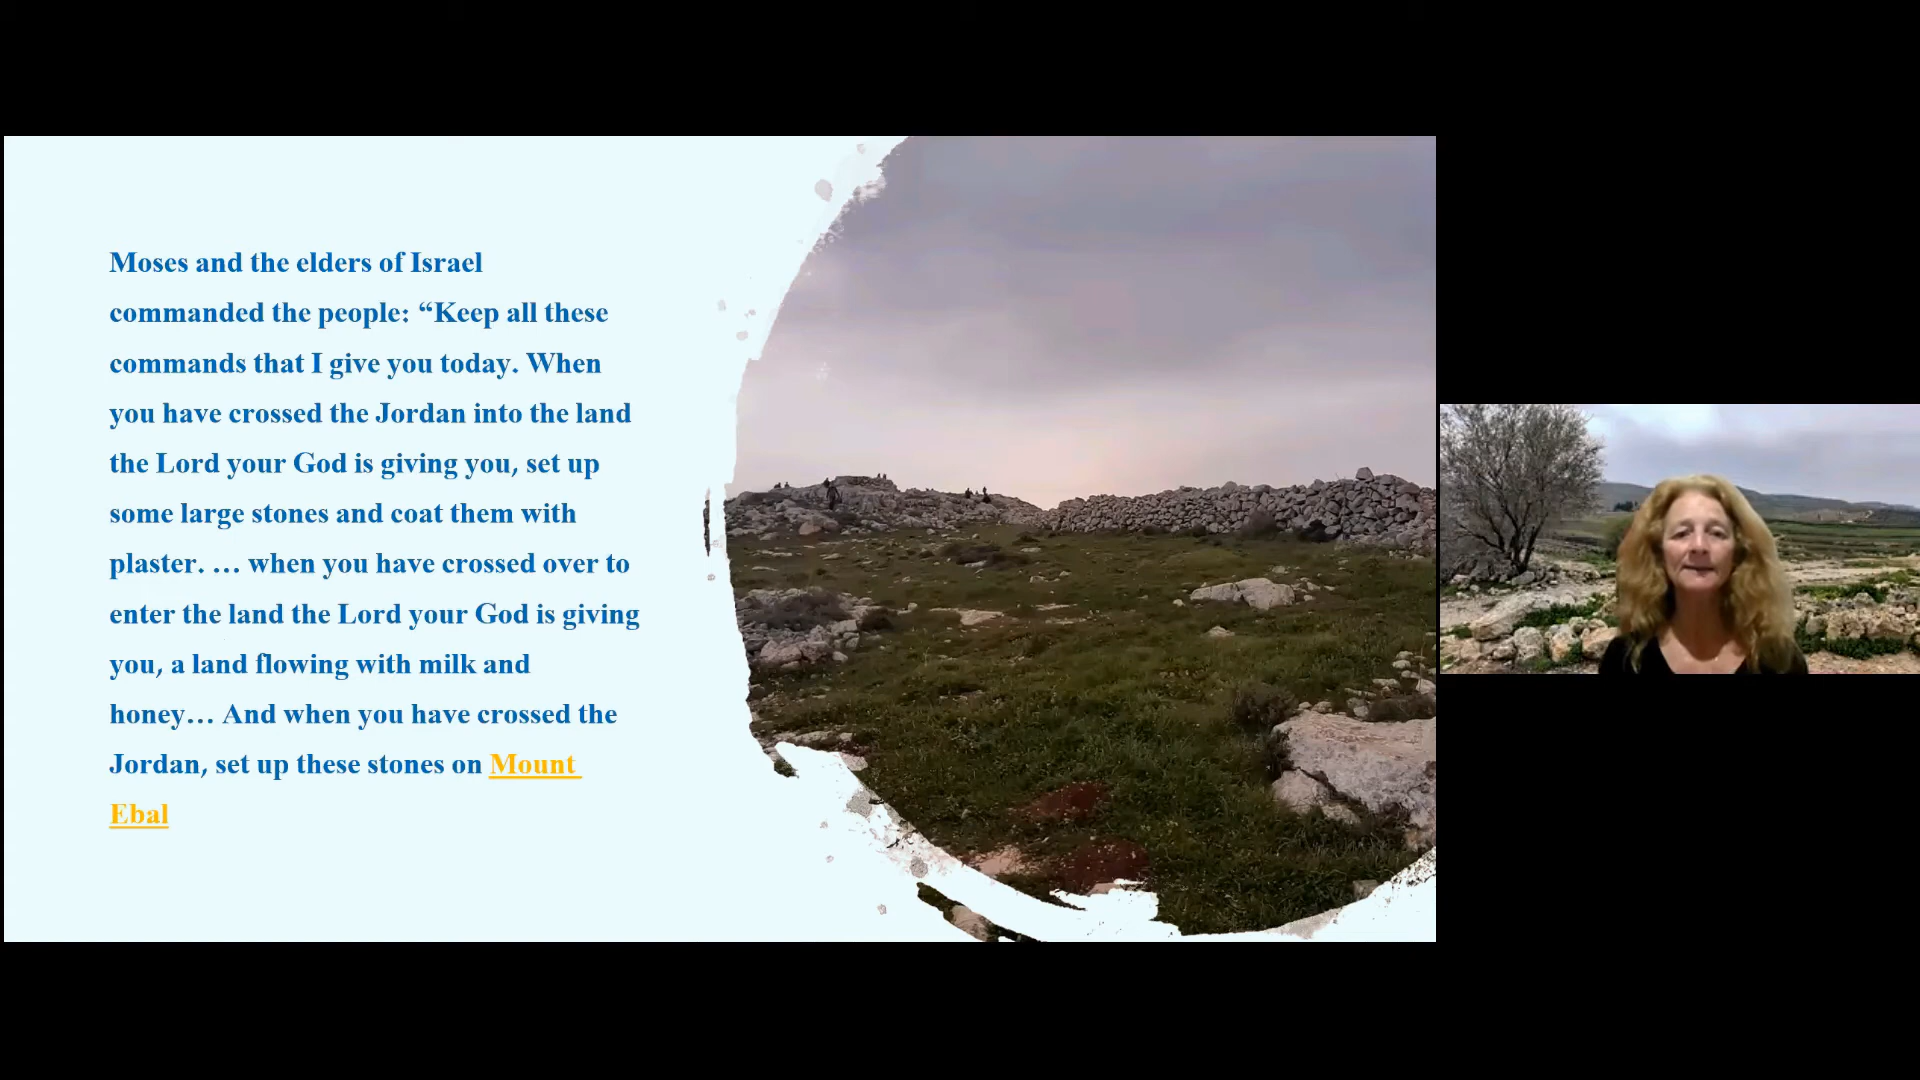 Moses and the elders of Israel
commanded the people: “Keep all these
commands that I give you today. When
you have crossed the Jordan into the land
the Lord your God is giving you, set up
some large stones and coat them with
plaster. … when you have crossed over to
enter the land the Lord your God is giving
you, a land flowing with milk and
honey… And when you have crossed the
Jordan, set up these stones on Mount
Ebal